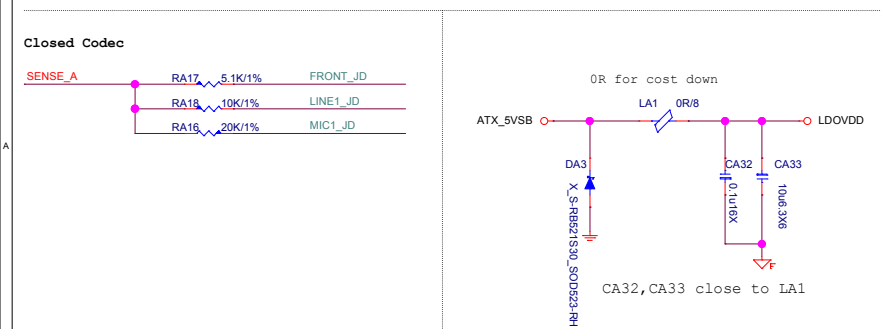 Closed Codec
SENSE_A
RA17 5.1K/1% FRONT_JD
RA18 10K/1% LINE1_JD
RA16 20K/1% MIC1_JD
A
0R for cost down
LA1 0R/8
ATX_5VSB
LDOVDD
DA3
X_S-RB521S30_SOD523-RH
CA32
0.1u16X
CA33
10u6.3X6
F
CA32,CA33 close to LA1